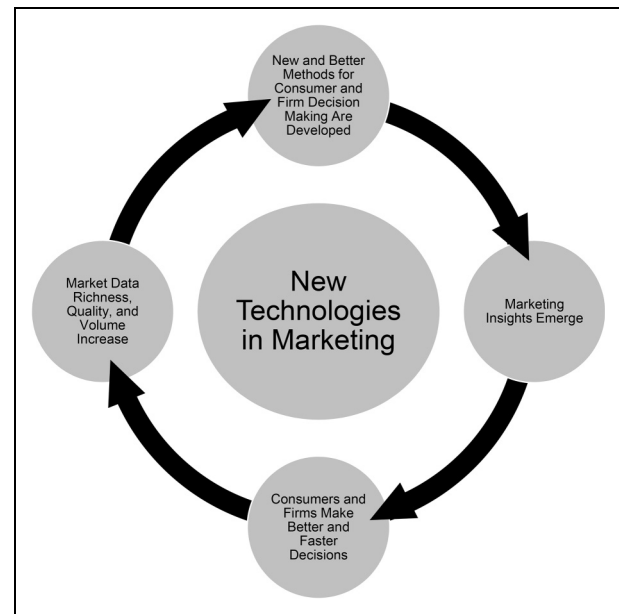 New and Better
Methods for
Consumer and
Firm Decision
Making Are
Developed
Market Data
Richness,
Quality, and
Volume
Increase
New
Technologies
in Marketing
Marketing
Insights Emerge
Consumers and
Firms Make
Better and
Faster
Decisions